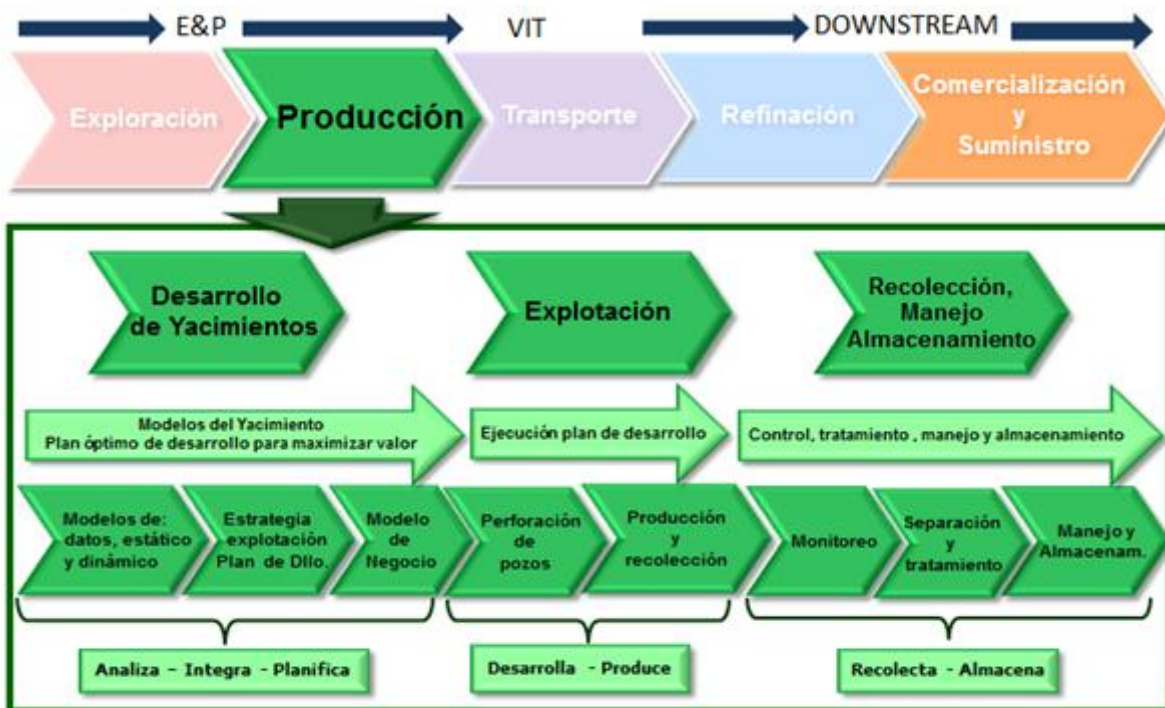 E&P
VIT
DOWNSTREAM
Exploración
Producción
Transporte
Refinación
Comercialización
y
Suministro
Desarrollo
de Yacimientos
Explotación
Recolección,
Manejo
Almacenamiento
Modelos del Yacimiento
Plan óptimo de desarrollo para maximizar valor
Ejecución plan de desarrollo
Control, tratamiento , manejo y almacenamiento
Modelos de:
datos, estático
y dinámico
Estrategia
explotación
Plan de Dllo.
Modelo
de
Negocio
Perforación
de
pozos
Producción
y
recolección
Monitoreo
Separación
y
tratamiento
Manejo y
Almacenam.
Analiza – Integra - Planifica
Desarrolla - Produce
Recolecta - Almacena